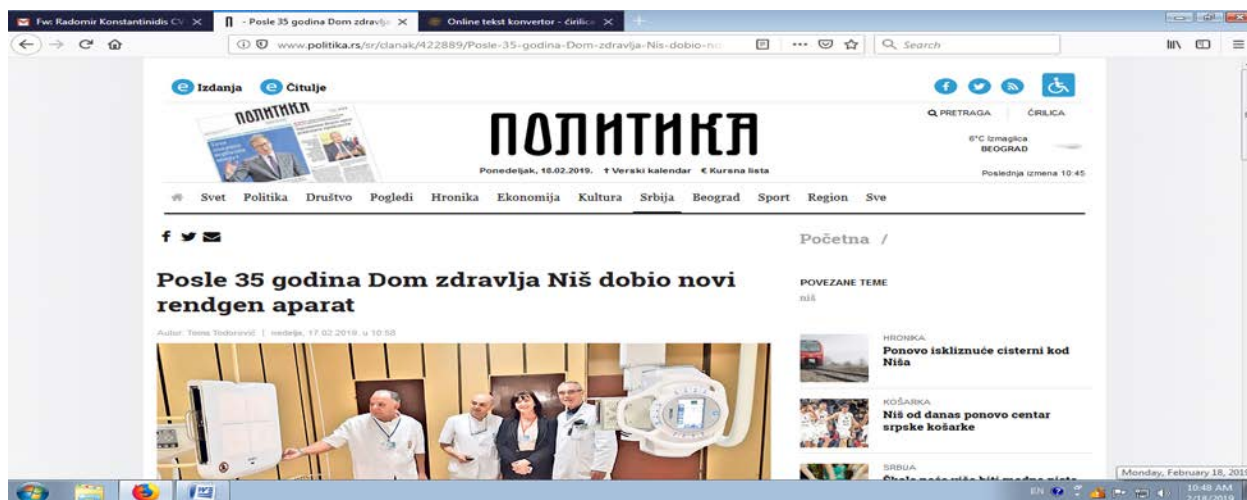 Fw: Radomir Konstantinidis CV
- Posle 35 godina Dom zdravlja
Online tekst konvertor - ćirilica
www.politika.rs/sr/clanak/422889/Posle-35-godina-Dom-zdravlja-Nis-dobio-no
Search
Izdanja
Čitulje
ПОЛИТИКА
ПОЛИТИКА
PRETRAGA
ĆIRILICA
6°C Izmaglica
BEOGRAD
Ponedeljak, 18.02.2019. Verski kalendar € Kursna lista
Poslednja izmena 10:45
Svet Politika Društvo Pogledi Hronika Ekonomija Kultura Srbija Beograd Sport Region Sve
Početna /
Posle 35 godina Dom zdravlja Niš dobio novi
rendgen aparat
Autor: Toma Todorović | nedelja, 17.02.2019. u 10:58
POVEZANE TEME
niš
HRONIKA
Ponovo iskliznuće cisterni kod
Niša
KOŠARKA
Niš od danas ponovo centar
srpske košarke
SRBIJA
Monday, February 18, 2019
EN
10:48 AM
2/18/2019